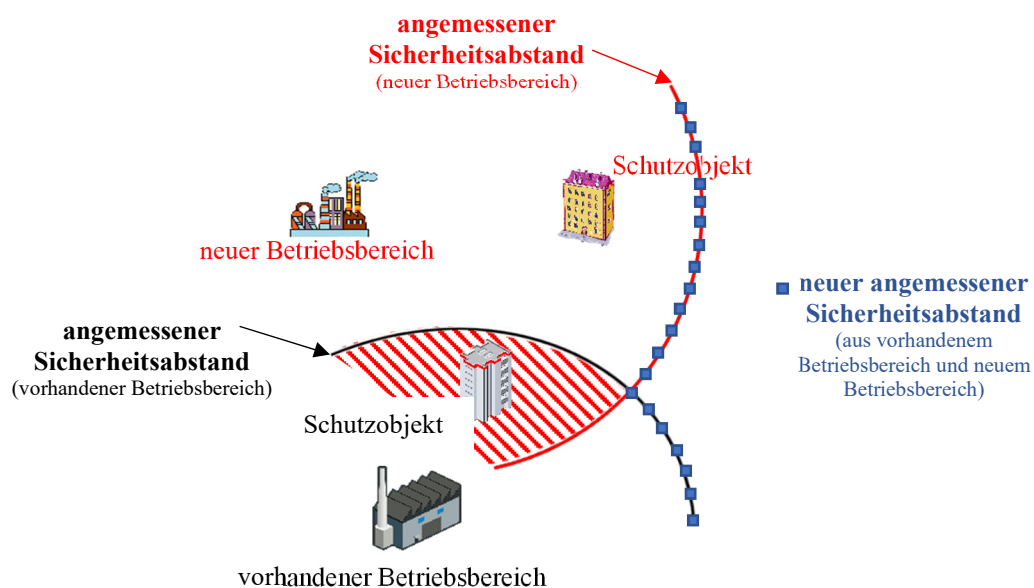 angemessener
Sicherheitsabstand
(neuer Betriebsbereich)
Schutzobjekt
neuer Betriebsbereich
neuer angemessener
Sicherheitsabstand
(aus vorhandenem
Betriebsbereich und neuem
Betriebsbereich)
angemessener
Sicherheitsabstand
(vorhandener Betriebsbereich)
Schutzobjekt
vorhandener Betriebsbereich